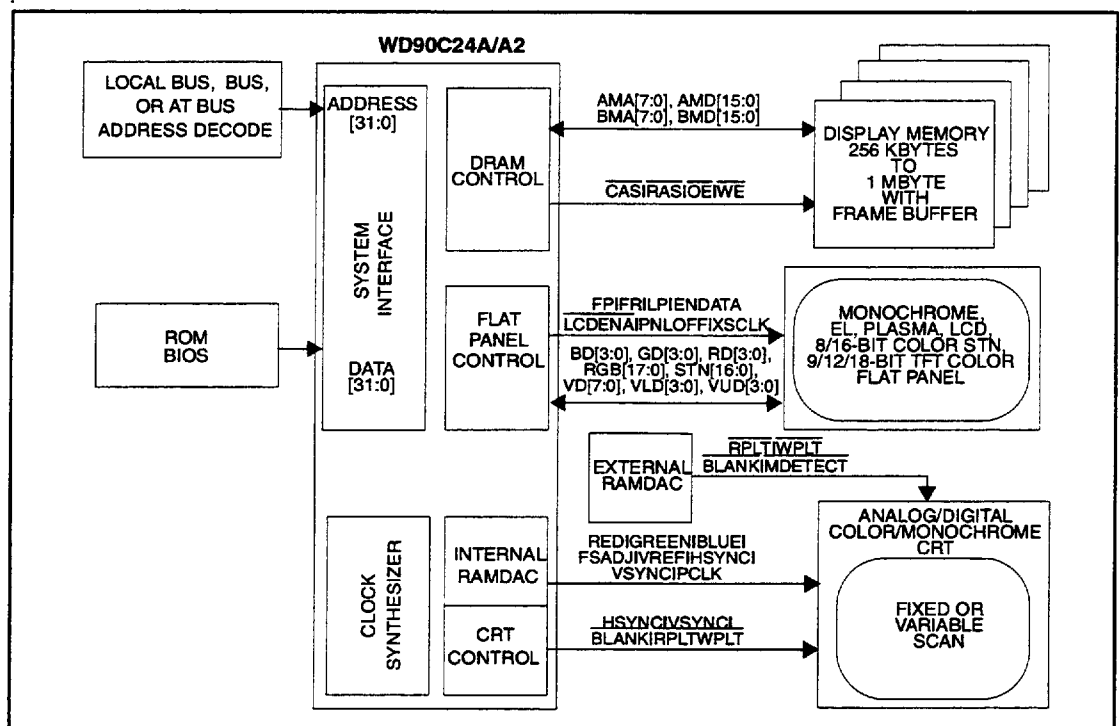 WD90C24A/A2
LOCAL BUS, BUS,
OR AT BUS
ADDRESS DECODE
ADDRESS
[31:0]
SYSTEM
INTERFACE
DATA
[31:0]
ROM
BIOS
DRAM
CONTROL
AMA[7:0], AMD[15:0]
BMA[7:0], BMD[15:0]
CASIRASIOEIWE
DISPLAY MEMORY
256 KBYTES
TO
1 MBYTE
WITH
FRAME BUFFER
FLAT
PANEL
CONTROL
FPIFRILPIENDATA
LCDENAIPNLOFFIXSCLK
BD[3:0], GD[3:0], RD[3:0],
RGB[17:0], STN[16:0],
VD[7:0], VLD[3:0], VUD[3:0]
MONOCHROME,
EL, PLASMA, LCD,
8/16-BIT COLOR STN,
9/12/18-BIT TFT COLOR
FLAT PANEL
EXTERNAL
RAMDAC
RPLTIWPLT
BLANKIMDETECT
CLOCK
SYNTHESIZER
INTERNAL
RAMDAC
REDIGREENIBLUEI
FSADJIVREFIHSYNCI
VSYNCIPCLK
CRT
CONTROL
HSYNCIVSYNCI
BLANKIRPLTWPLT
ANALOG/DIGITAL
COLOR/MONOCHROME
CRT
FIXED OR
VARIABLE
SCAN